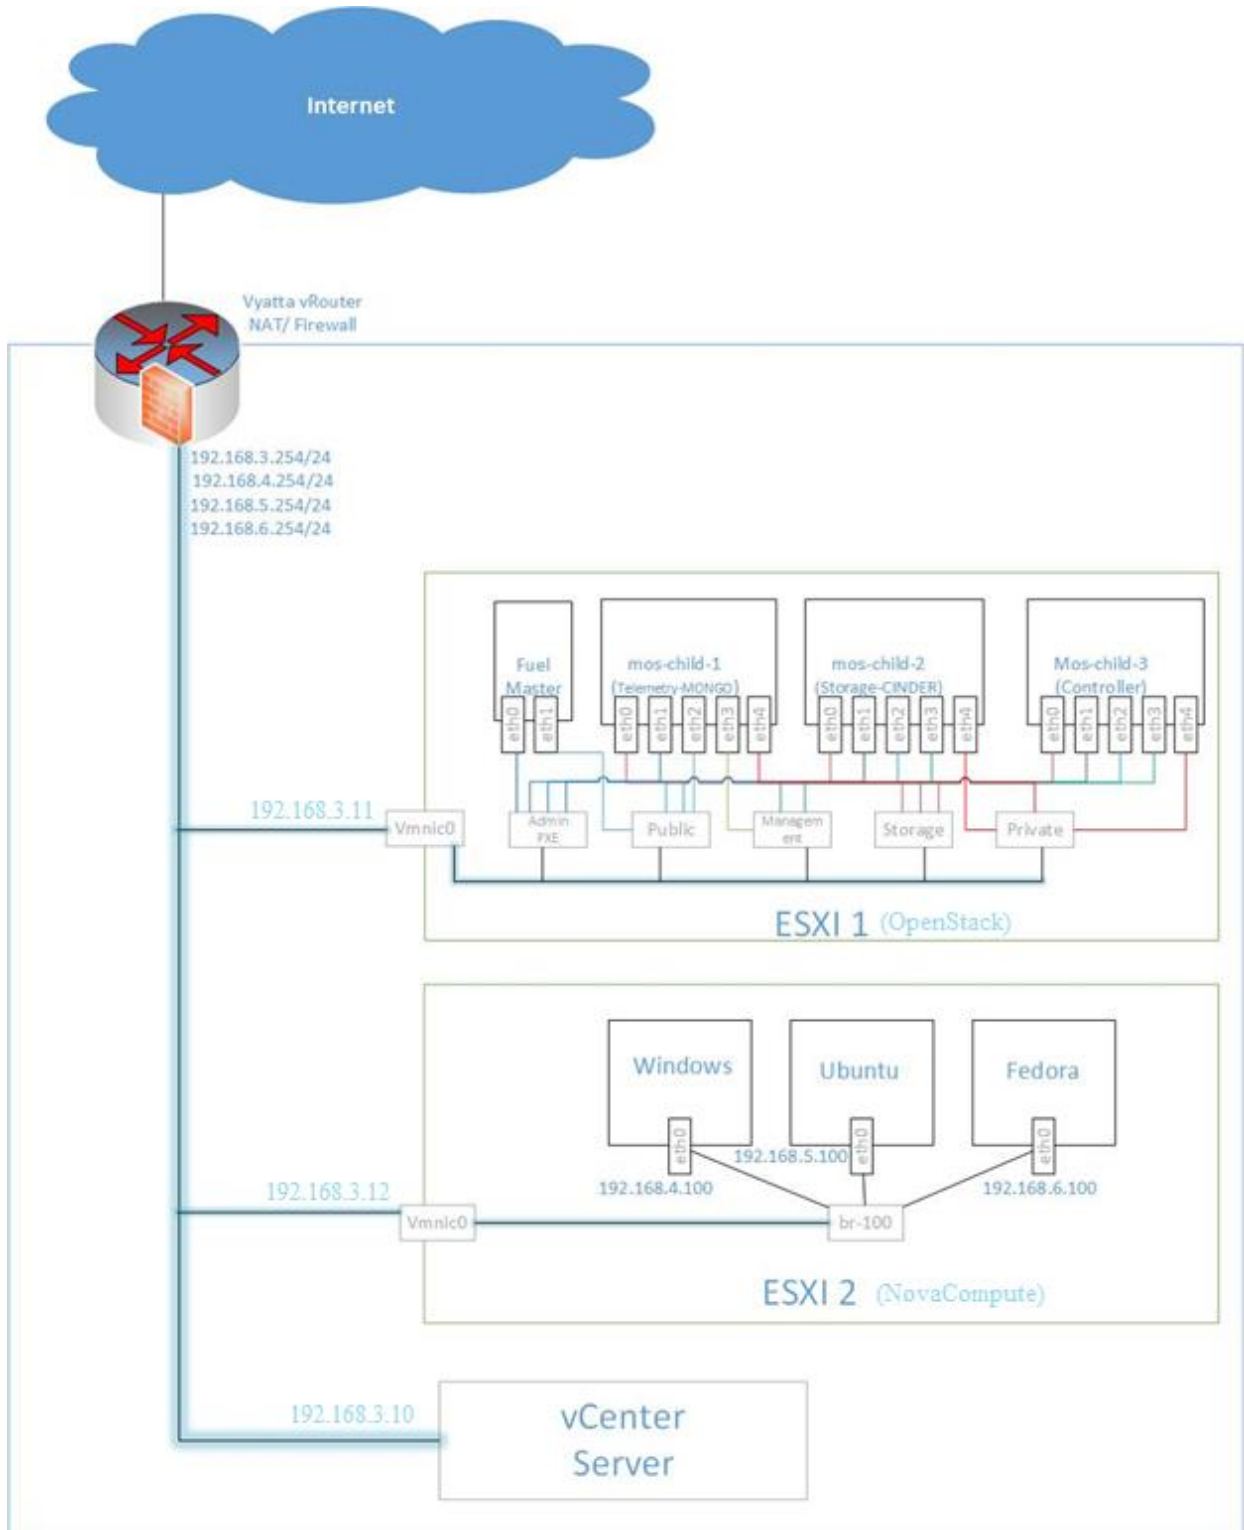 Internet
Vyatta vRouter
NAT/ Firewall
192.168.3.254/24
192.168.4.254/24
192.168.5.254/24
192.168.6.254/24
Fuel
Master
eth0
eth1
mos-child-1
(Telemetry-MONGO)
eth0
eth1
eth2
eth3
eth4
mos-child-2
(Storage-CINDER)
eth0
eth1
eth2
eth3
eth4
Mos-child-3
(Controller)
eth0
eth1
eth2
eth3
eth4
192.168.3.11
Vmnic0
Admin
PXE
Public
Managem
ent
Storage
Private
ESXI 1 (OpenStack)
Windows
eth0
192.168.4.100
Ubuntu
eth0
192.168.5.100
Fedora
eth0
192.168.6.100
192.168.3.12
Vmnic0
br-100
ESXI 2 (NovaCompute)
192.168.3.10
vCenter
Server